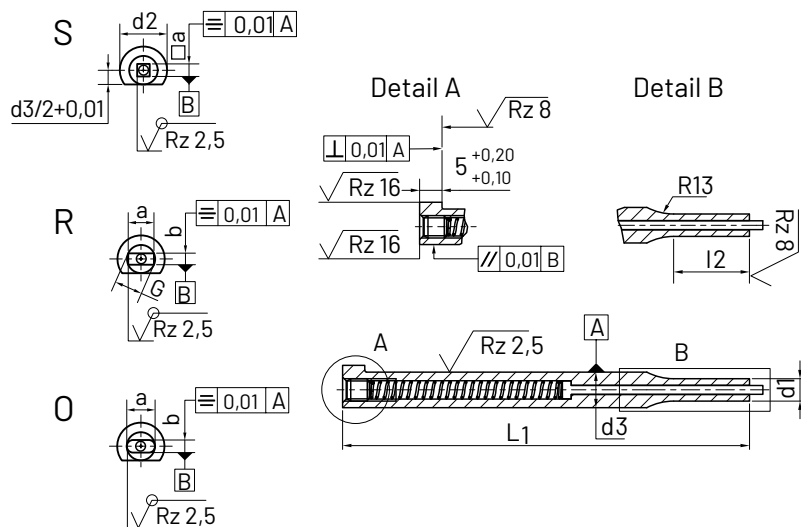 S
d2
⌯ 0,01 A
□a
B
d3/2+0,01
Rz 2,5
Detail A
Rz 8
⊥ 0,01 A
5 +0,20 +0,10
Rz 16
Rz 16
// 0,01 B
Detail B
R13
l2
Rz 8
R
a
b
⌯ 0,01 A
B
G
Rz 2,5
A
Rz 2,5
A
B
d1
d3
L1
O
a
b
⌯ 0,01 A
B
Rz 2,5